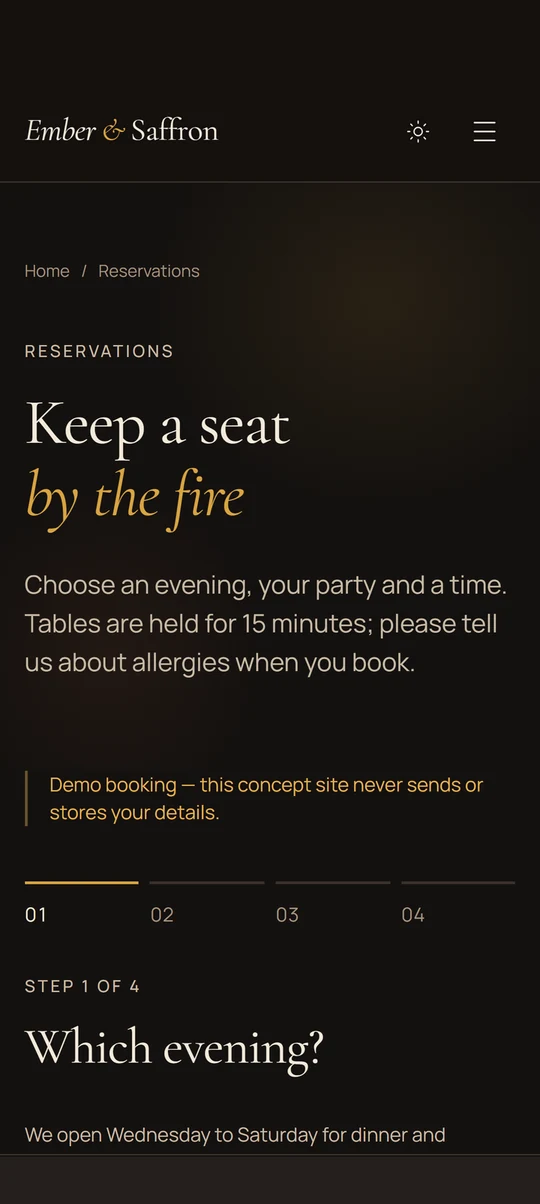 Ember & Saffron
Home / Reservations
RESERVATIONS
Keep a seat
by the fire
Choose an evening, your party and a time.
Tables are held for 15 minutes; please tell
us about allergies when you book.
Demo booking — this concept site never sends or
stores your details.
01 02 03 04
STEP 1 OF 4
Which evening?
We open Wednesday to Saturday for dinner and